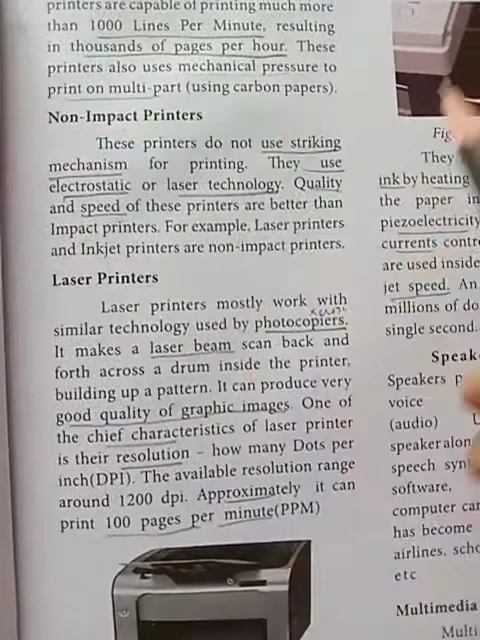 printers are capable of printing much more
than 1000 Lines Per Minute, resulting
in thousands of pages per hour. These
printers also uses mechanical pressure to
print on multi-part (using carbon papers).
Non-Impact Printers
These printers do not use striking
mechanism for printing. They use
electrostatic or laser technology. Quality
and speed of these printers are better than
Impact printers. For example, Laser printers
and Inkjet printers are non-impact printers.
Laser Printers
Laser printers mostly work with
similar technology used by photocopiers.
It makes a laser beam scan back and
forth across a drum inside the printer,
building up a pattern. It can produce very
good quality of graphic images. One of
the chief characteristics of laser printer
is their resolution – how many Dots per
inch(DPI). The available resolution range
around 1200 dpi. Approximately it can
print 100 pages per minute(PPM)
Fig.
They
ink by heating
the paper in
piezoelectricity
currents contr
are used inside
jet speed. An
millions of do
single second.
Speak
Speakers p
voice
(audio)
speaker alon
speech syn
software.
computer car
has become
airlines, scho
etc
Multimedia
Multi